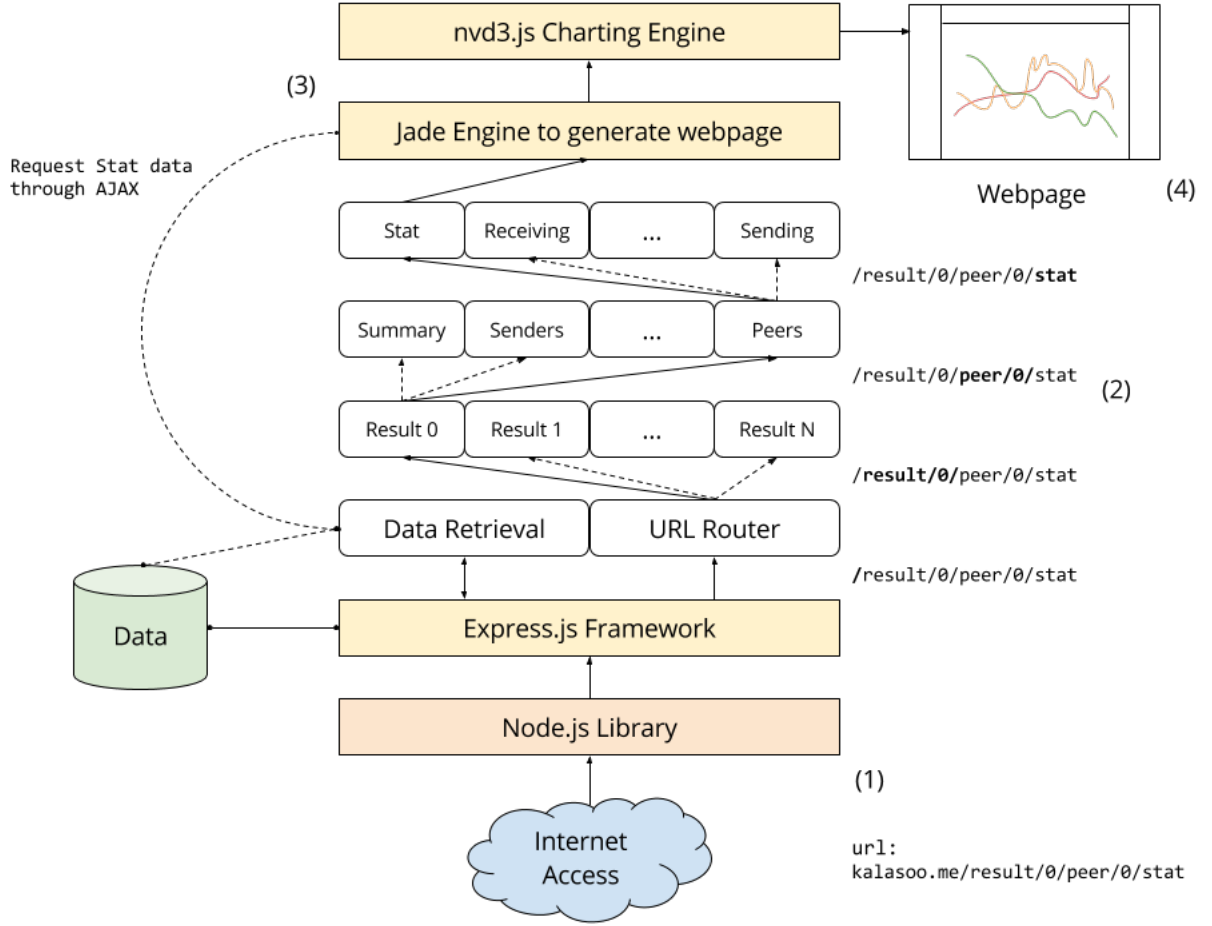 nvd3.js Charting Engine
(3)
Jade Engine to generate webpage
Request Stat data
through AJAX
Webpage
(4)
Stat
Receiving
...
Sending
/result/0/peer/0/stat
Summary
Senders
...
Peers
/result/0/peer/0/stat
(2)
Result 0
Result 1
...
Result N
/result/0/peer/0/stat
Data Retrieval
URL Router
/result/0/peer/0/stat
Data
Express.js Framework
Node.js Library
(1)
Internet
Access
url:
kalasoo.me/result/0/peer/0/stat